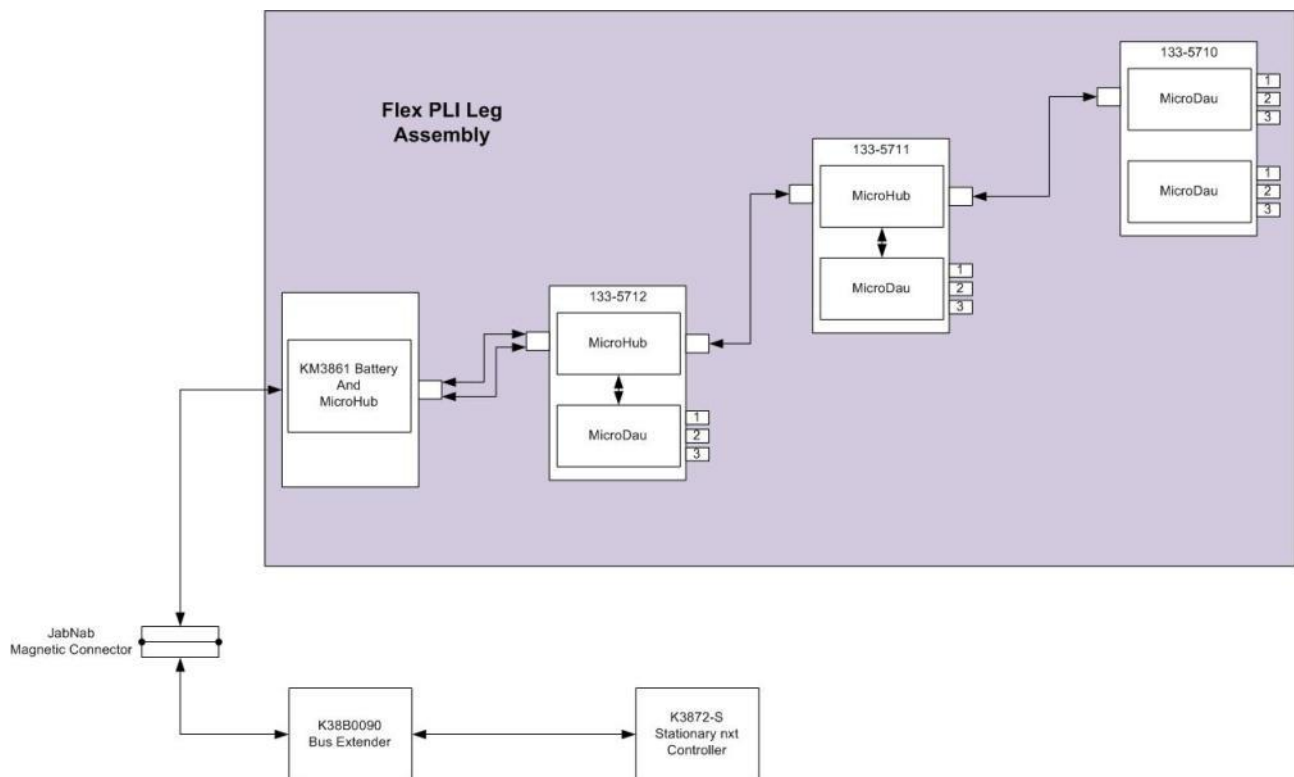 Flex PLI Leg
Assembly
133-5710
MicroDau
1
2
3
MicroDau
1
2
3
133-5711
MicroHub
MicroDau
1
2
3
133-5712
MicroHub
MicroDau
1
2
3
KM3861 Battery
And
MicroHub
JabNab
Magnetic Connector
K38B0090
Bus Extender
K3872-S
Stationary nxt
Controller